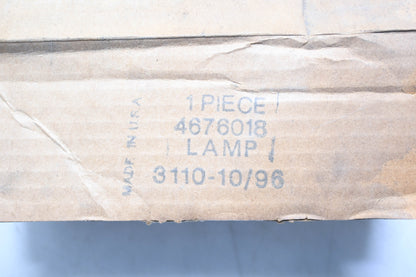 1 PIECE
4676018
LAMP
3110-10/96
MADE IN U.S.A